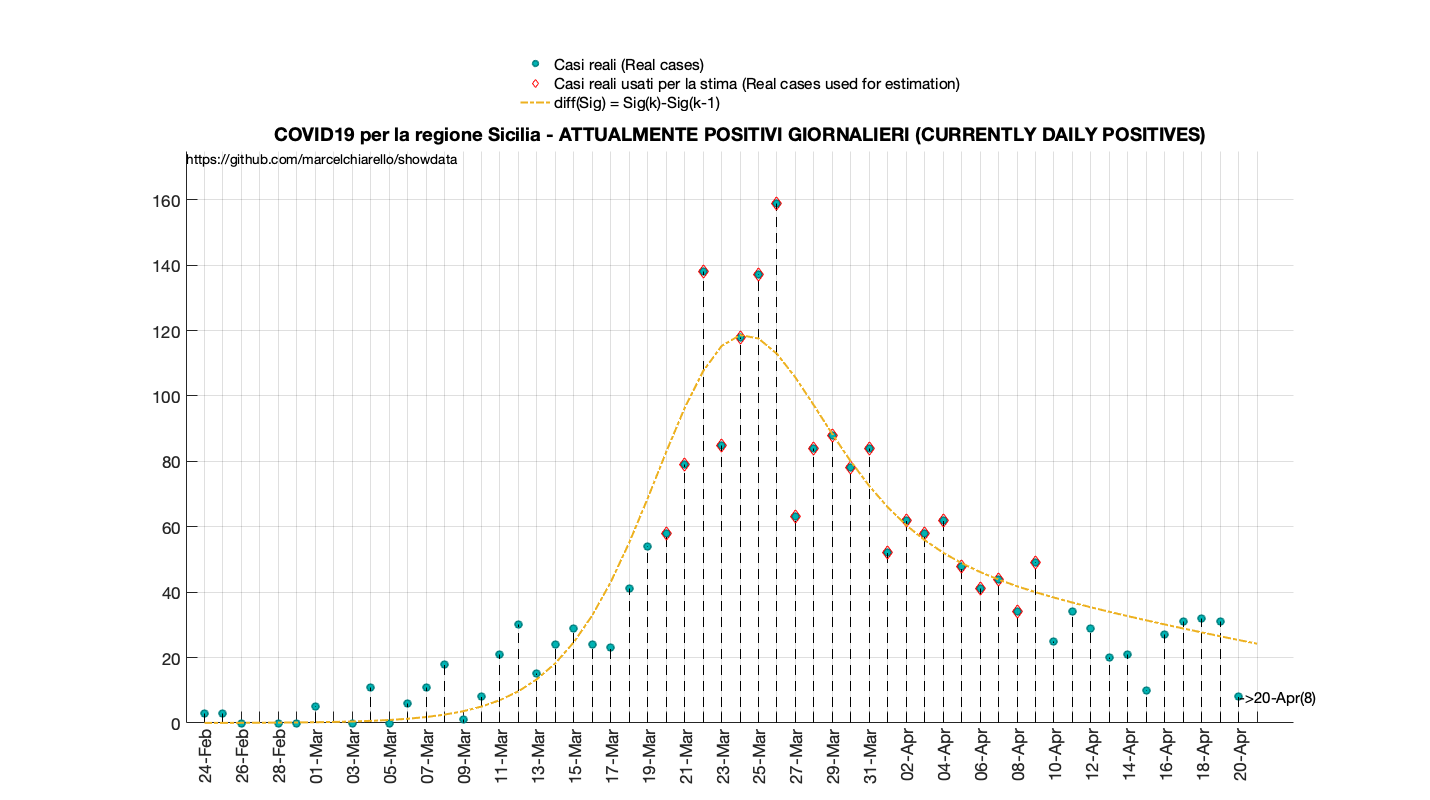 Casi reali (Real cases)
Casi reali usati per la stima (Real cases used for estimation)
diff(Sig) = Sig(k)-Sig(k-1)
COVID19 per la regione Sicilia - ATTUALMENTE POSITIVI GIORNALIERI (CURRENTLY DAILY POSITIVES)
https://github.com/marcelchiarello/showdata
160
140
120
100
80
60
40
20
0
->20-Apr(8)
24-Feb
26-Feb
28-Feb
01-Mar
03-Mar
05-Mar
07-Mar
09-Mar
11-Mar
13-Mar
15-Mar
17-Mar
19-Mar
21-Mar
23-Mar
25-Mar
27-Mar
29-Mar
31-Mar
02-Apr
04-Apr
06-Apr
08-Apr
10-Apr
12-Apr
14-Apr
16-Apr
18-Apr
20-Apr